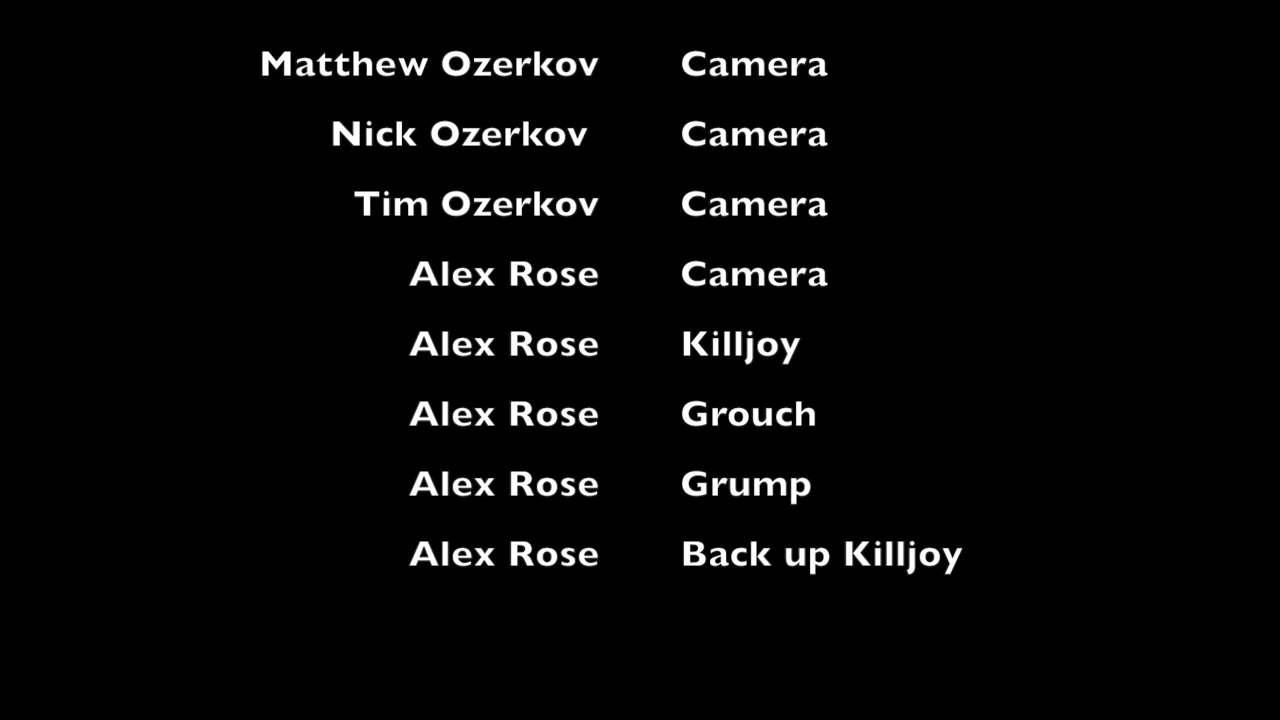 Matthew Ozerkov Camera
Nick Ozerkov Camera
Tim Ozerkov Camera
Alex Rose Camera
Alex Rose Killjoy
Alex Rose Grouch
Alex Rose Grump
Alex Rose Back up Killjoy